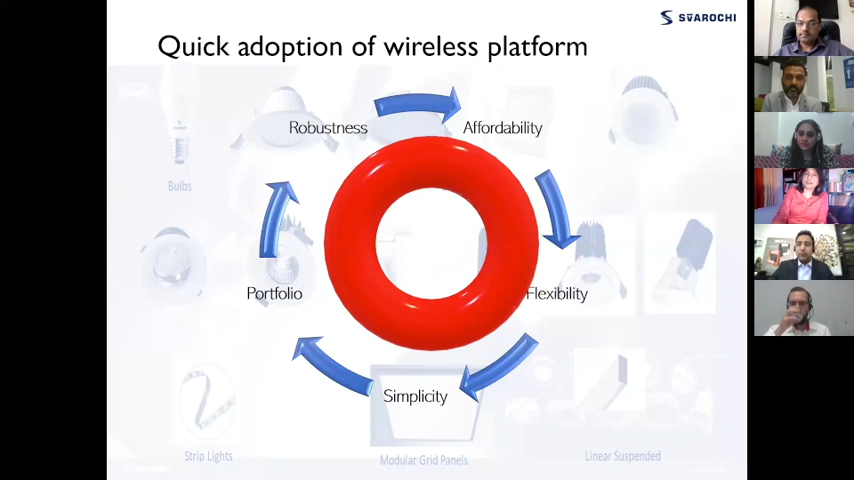 SVAROCHI
Quick adoption of wireless platform
Robustness
Affordability
Bulbs
Portfolio
Flexibility
Simplicity
Strip Lights
Modular Grid Panels
Linear Suspended